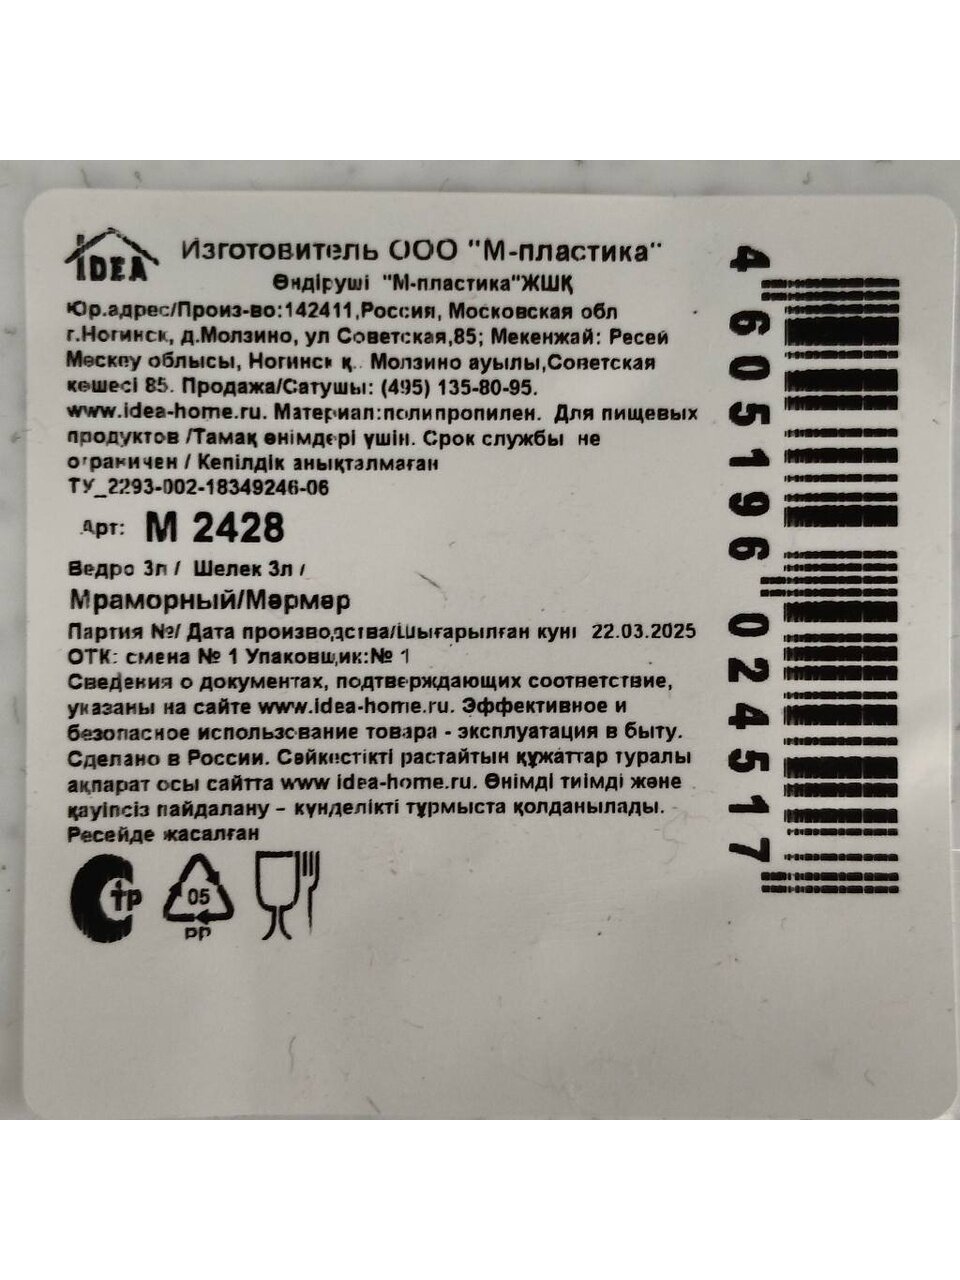 IDEA
Изготовитель ООО "М-пластика"
Өндіруші "М-пластика"ЖШҚ
Юр.адрес/Произ-во:142411,Россия, Московская обл
г.Ногинск, д.Молзино, ул Советская,85; Мекенжай: Ресей
Мәскеу облысы, Ногинск қ.. Молзино ауылы,Советская
көшесі 85. Продажа/Сатушы: (495) 135-80-95.
www.idea-home.ru. Материал:полипропилен. Для пищевых
продуктов /Тамақ өнімдері үшін. Срок службы не
ограничен / Кепілдік анықталмаған
ТУ_2293-002-18349246-06
Арт: М 2428
Ведро 3л / Шелек 3л /
Мраморный/Мәрмәр
Партия №/ Дата производства/Шығарылған күні 22.03.2025
ОТК: смена № 1 Упаковщик:№ 1
Сведения о документах, подтверждающих соответствие,
указаны на сайте www.idea-home.ru. Эффективное и
безопасное использование товара - эксплуатация в быту.
Сделано в России. Сәйкестікті растайтын құжаттар туралы
ақпарат осы сайтта www idea-home.ru. Өнімді тиімді және
қауіпсіз пайдалану – күнделікті тұрмыста қолданылады.
Ресейде жасалған
СТР
05
PP
4605196024517